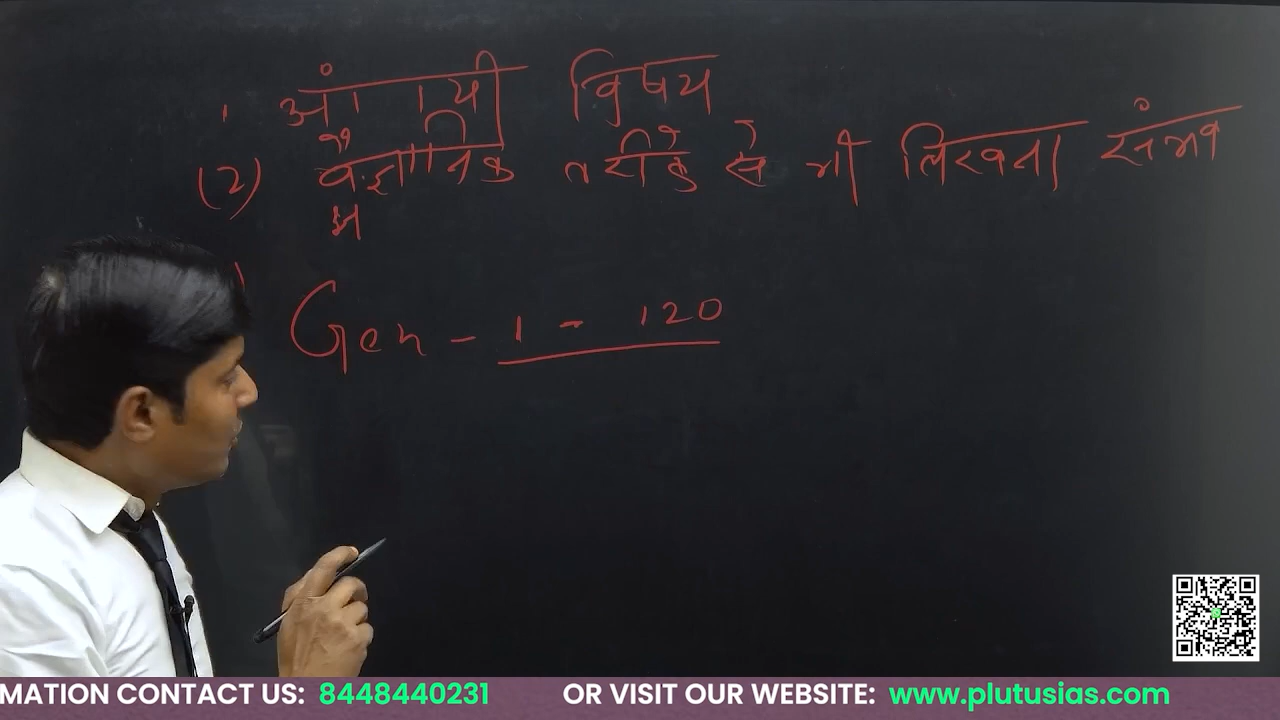 1 विषय
(2) वैज्ञानिक तरीके से भी लिखना संभव
Gen - 1 - 120
MATION CONTACT US: 8448440231 OR VISIT OUR WEBSITE: www.plutusias.com